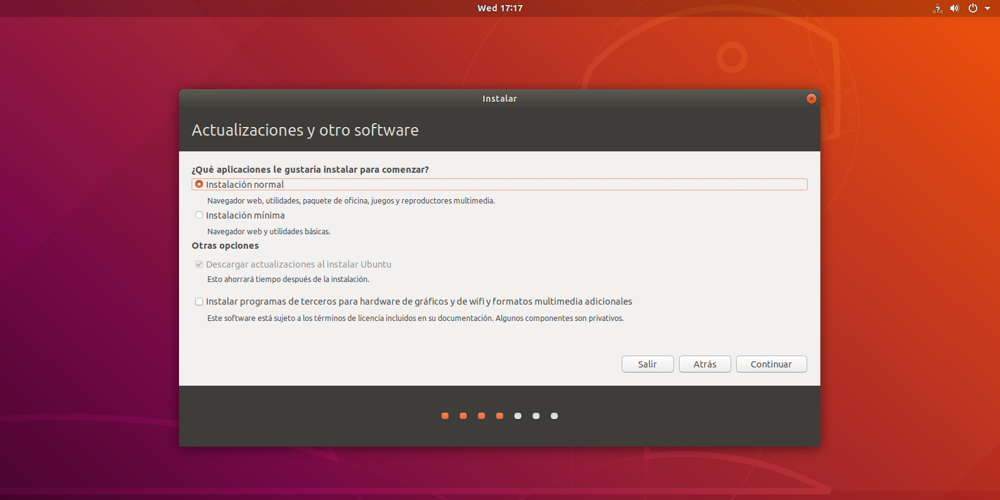 Wed 17:17
Instalar
Actualizaciones y otro software
¿Qué aplicaciones le gustaría instalar para comenzar?
Instalación normal
Navegador web, utilidades, paquete de oficina, juegos y reproductores multimedia.
Instalación mínima
Navegador web y utilidades básicas.
Otras opciones
Descargar actualizaciones al instalar Ubuntu
Esto ahorrará tiempo después de la instalación.
Instalar programas de terceros para hardware de gráficos y de wifi y formatos multimedia adicionales
Este software está sujeto a los términos de licencia incluidos en su documentación. Algunos componentes son privativos.
Salir Atrás Continuar